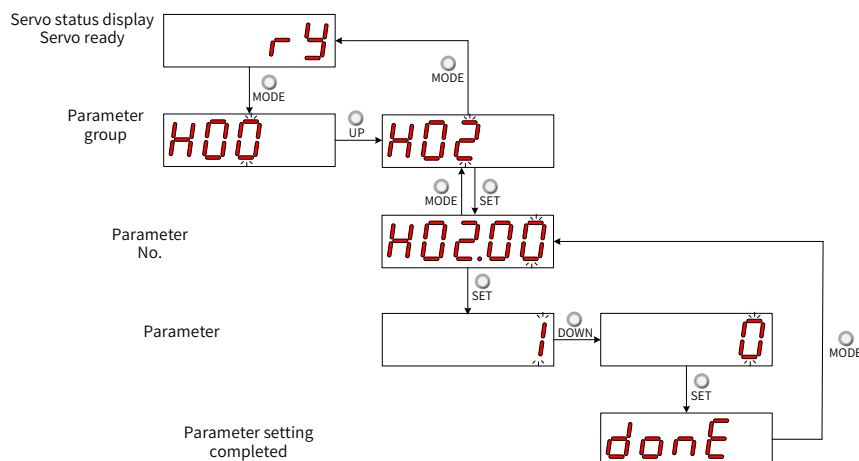 Servo status display
Servo ready
rY
MODE
MODE
Parameter
group
H00
UP
H02
MODE
SET
Parameter
No.
H02.00
SET
Parameter
1
DOWN
0
MODE
SET
Parameter setting
completed
donE